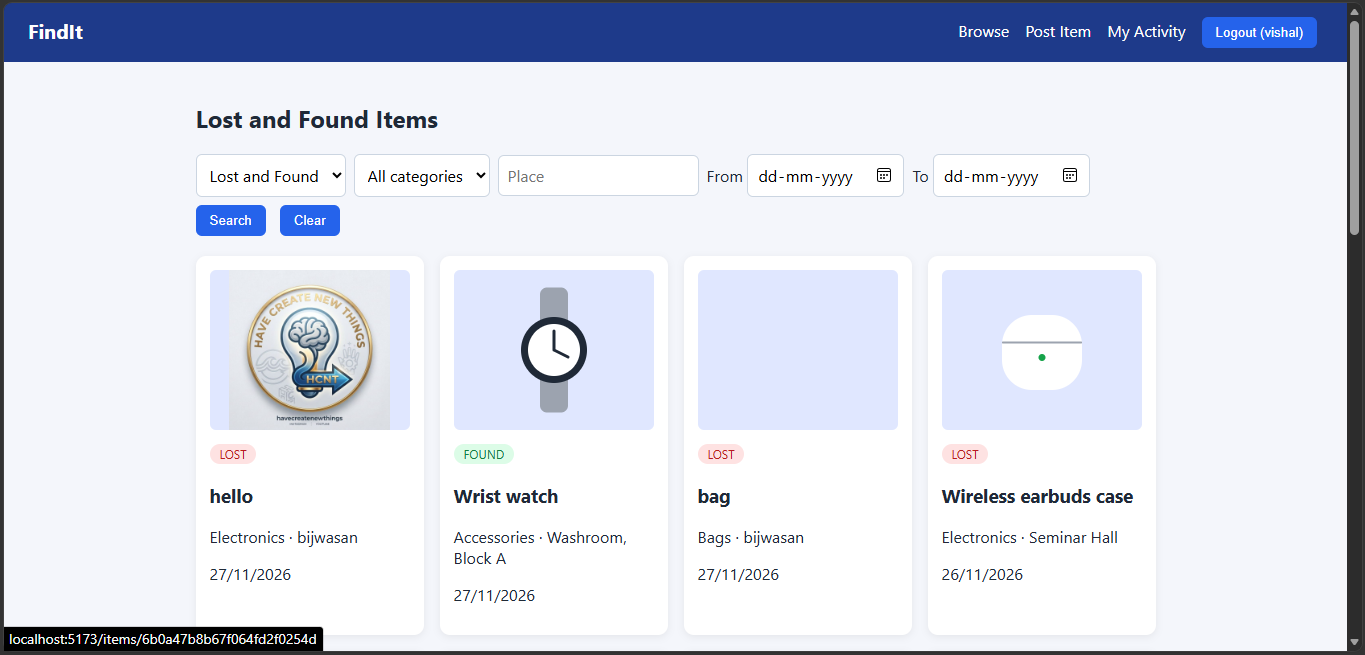 FindIt
Browse Post Item My Activity Logout (vishal)
Lost and Found Items
Lost and Found All categories Place From dd-mm-yyyy To dd-mm-yyyy
Search Clear
HAVE CREATE NEW THINGS
HCNT
havecreatenewthings
LOST
hello
Electronics · bijwasan
27/11/2026
FOUND
Wrist watch
Accessories · Washroom,
Block A
27/11/2026
LOST
bag
Bags · bijwasan
27/11/2026
LOST
Wireless earbuds case
Electronics · Seminar Hall
26/11/2026
localhost:5173/items/6b0a47b8b67f064fd2f0254d